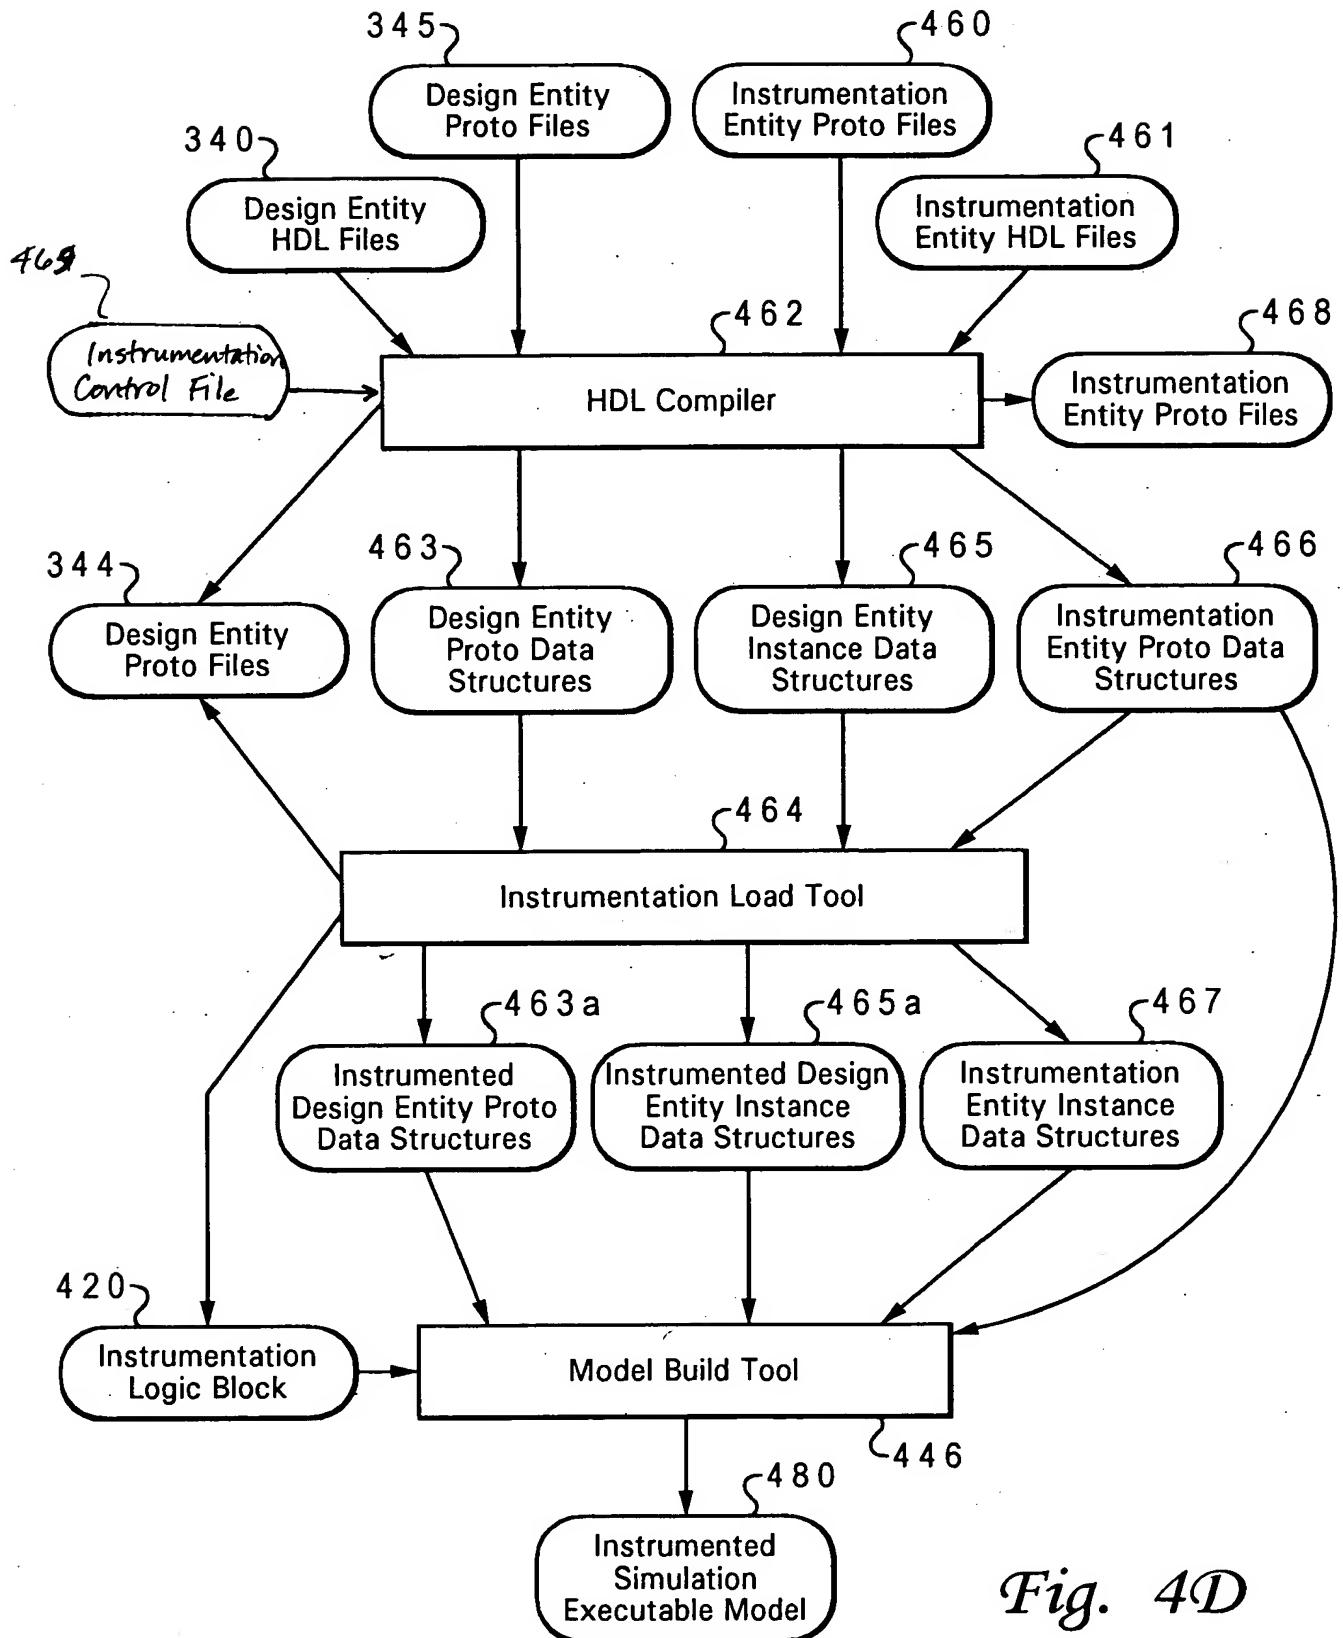 345
460
Design Entity
Proto Files
Instrumentation
Entity Proto Files
340
461
Design Entity
HDL Files
Instrumentation
Entity HDL Files
Instrumentation
Control File
462
HDL Compiler
468
Instrumentation
Entity Proto Files
344
Design Entity
Proto Files
463
Design Entity
Proto Data
Structures
465
Design Entity
Instance Data
Structures
466
Instrumentation
Entity Proto Data
Structures
464
Instrumentation Load Tool
463a
Instrumented
Design Entity Proto
Data Structures
465a
Instrumented Design
Entity Instance
Data Structures
467
Instrumentation
Entity Instance
Data Structures
420
Instrumentation
Logic Block
Model Build Tool
446
480
Instrumented
Simulation
Executable Model
Fig. 4D